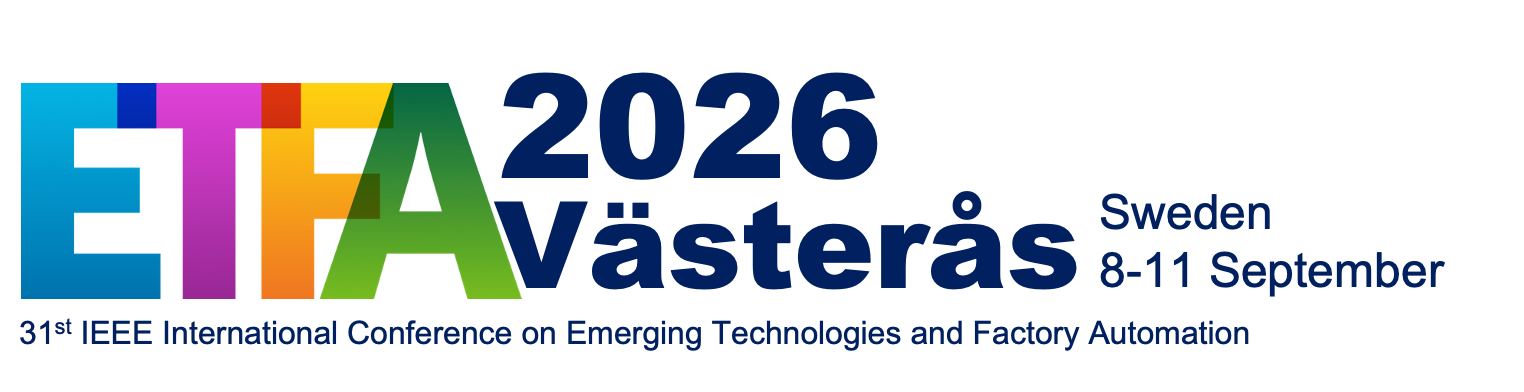 ETFA 2026
Västerås
Sweden
8-11 September
31st IEEE International Conference on Emerging Technologies and Factory Automation